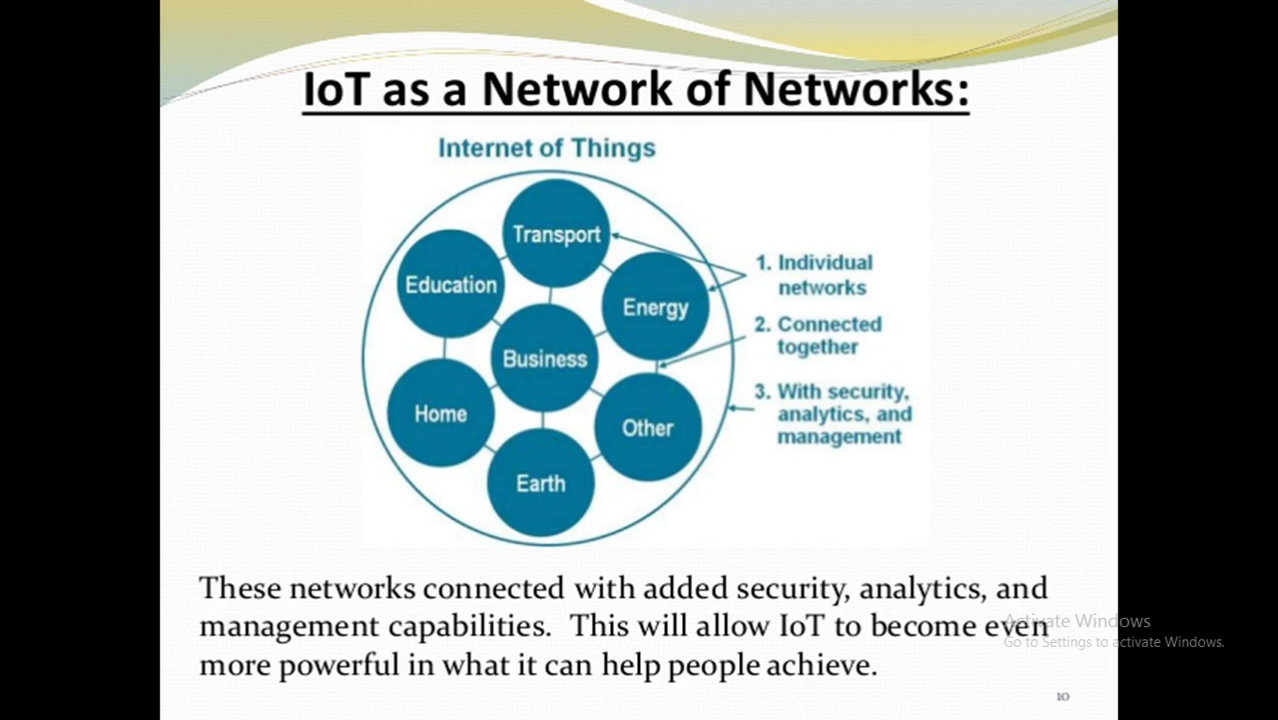 IoT as a Network of Networks:
Internet of Things
Transport
Education
Energy
Business
Home
Other
Earth
1. Individual
networks
2. Connected
together
3. With security,
analytics, and
management
These networks connected with added security, analytics, and
management capabilities.  This will allow IoT to become even
more powerful in what it can help people achieve.
Activate Windows
Go to Settings to activate Windows.
10